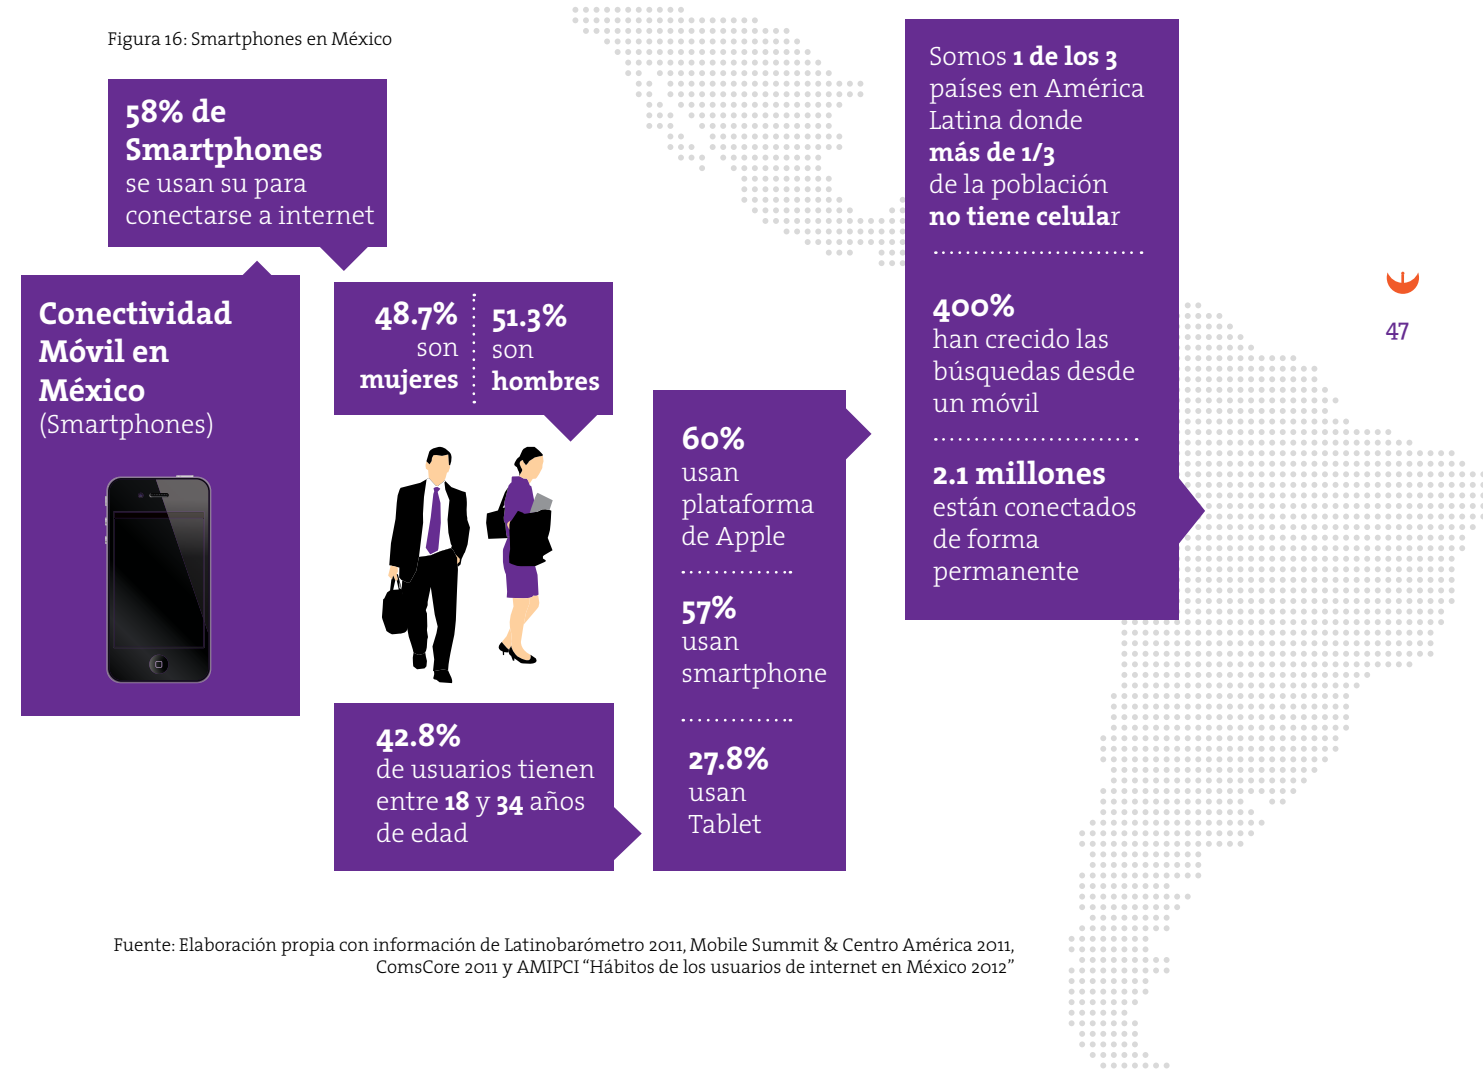 Figura 16: Smartphones en México
58% de
Smartphones
se usan su para
conectarse a internet
Conectividad
Móvil en
México
(Smartphones)
48.7%
son
mujeres
51.3%
son
hombres
42.8%
de usuarios tienen
entre 18 y 34 años
de edad
60%
usan
plataforma
de Apple
57%
usan
smartphone
27.8%
usan
Tablet
Somos 1 de los 3
países en América
Latina donde
más de 1/3
de la población
no tiene celular
400%
han crecido las
búsquedas desde
un móvil
2.1 millones
están conectados
de forma
permanente
47
Fuente: Elaboración propia con información de Latinobarómetro 2011, Mobile Summit & Centro América 2011,
ComsCore 2011 y AMIPCI “Hábitos de los usuarios de internet en México 2012”